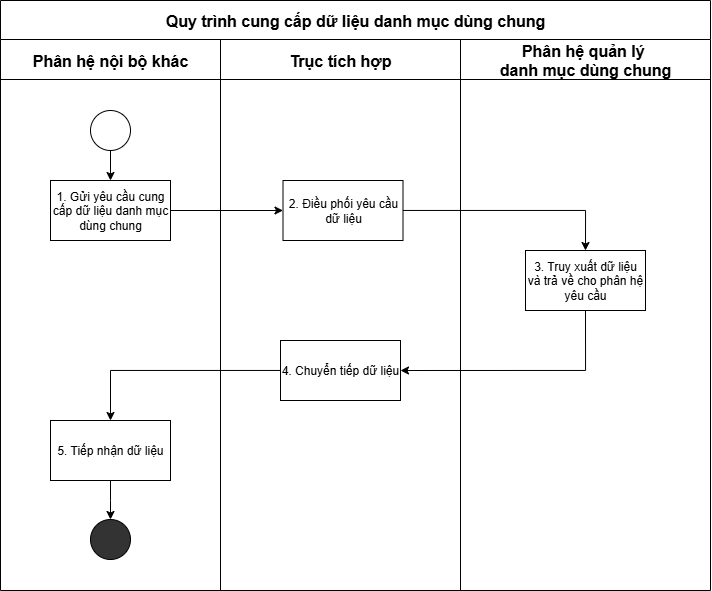 Quy trình cung cấp dữ liệu danh mục dùng chung
Phân hệ nội bộ khác
Trục tích hợp
Phân hệ quản lý
danh mục dùng chung
1. Gửi yêu cầu cung
cấp dữ liệu danh mục
dùng chung
2. Điều phối yêu cầu
dữ liệu
3. Truy xuất dữ liệu
và trả về cho phân hệ
yêu cầu
4. Chuyển tiếp dữ liệu
5. Tiếp nhận dữ liệu